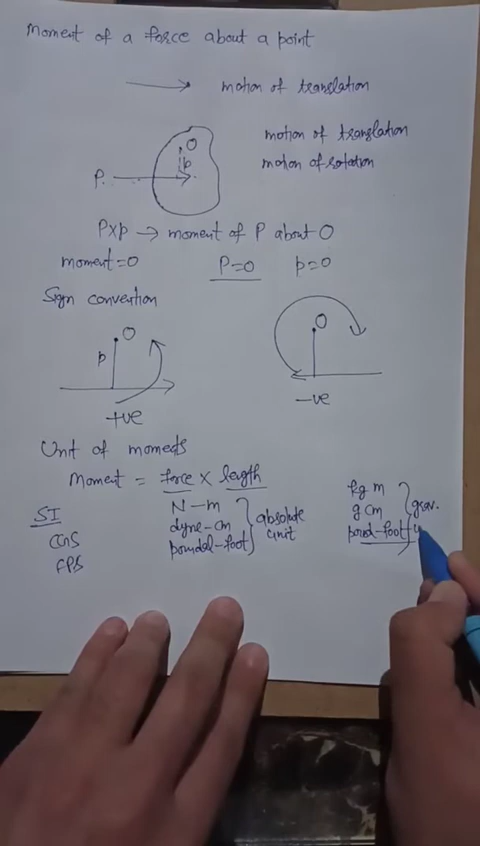 Moment of a force about a point
motion of translation
O
motion of translation
p
motion of rotation
P
P×p → moment of P about O
moment=0 P=0 p=0
Sign convention
O
O
p
+ve
-ve
Unit of moments
Moment = force × length
SI N-m
CGS dyne-cm
FPS poundal-foot
absolute
unit
kg m
g cm
pound-foot
grav.